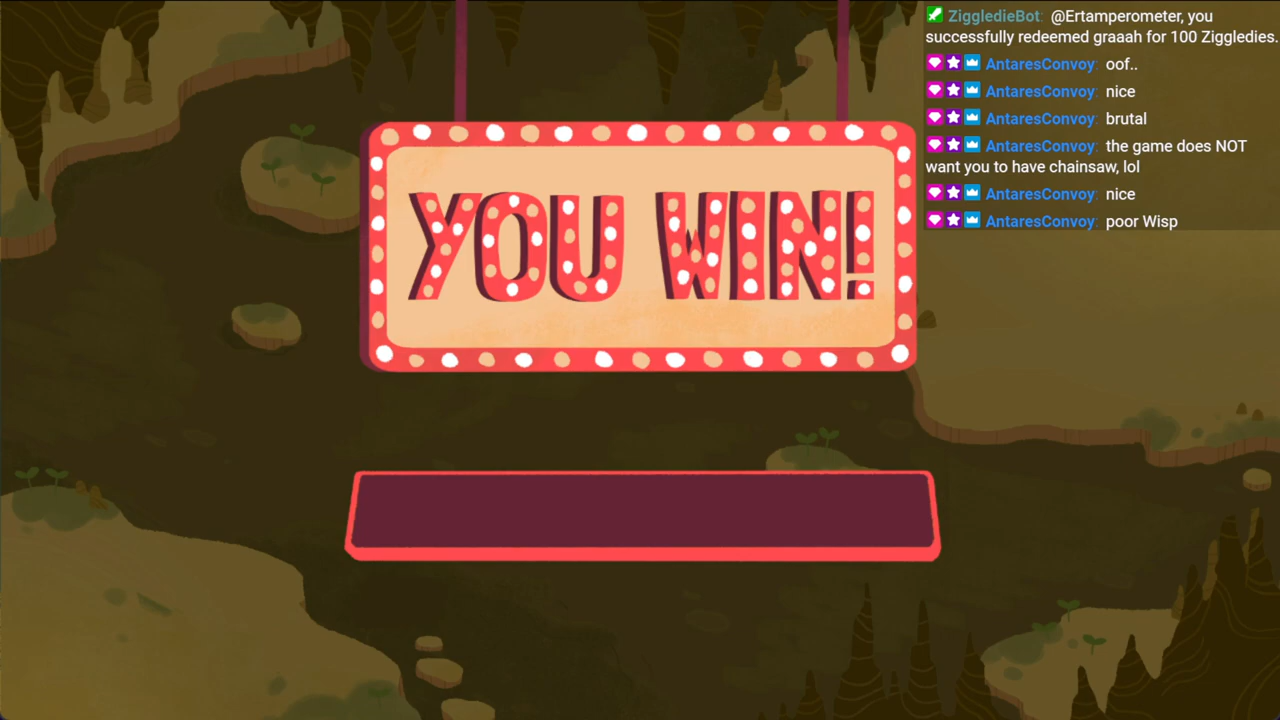 ZiggledieBot: @Ertamperometer, you
successfully redeemed graaah for 100 Ziggledies.
AntaresConvoy: oof..
AntaresConvoy: nice
AntaresConvoy: brutal
AntaresConvoy: the game does NOT
want you to have chainsaw, lol
AntaresConvoy: nice
AntaresConvoy: poor Wisp
YOU WIN!